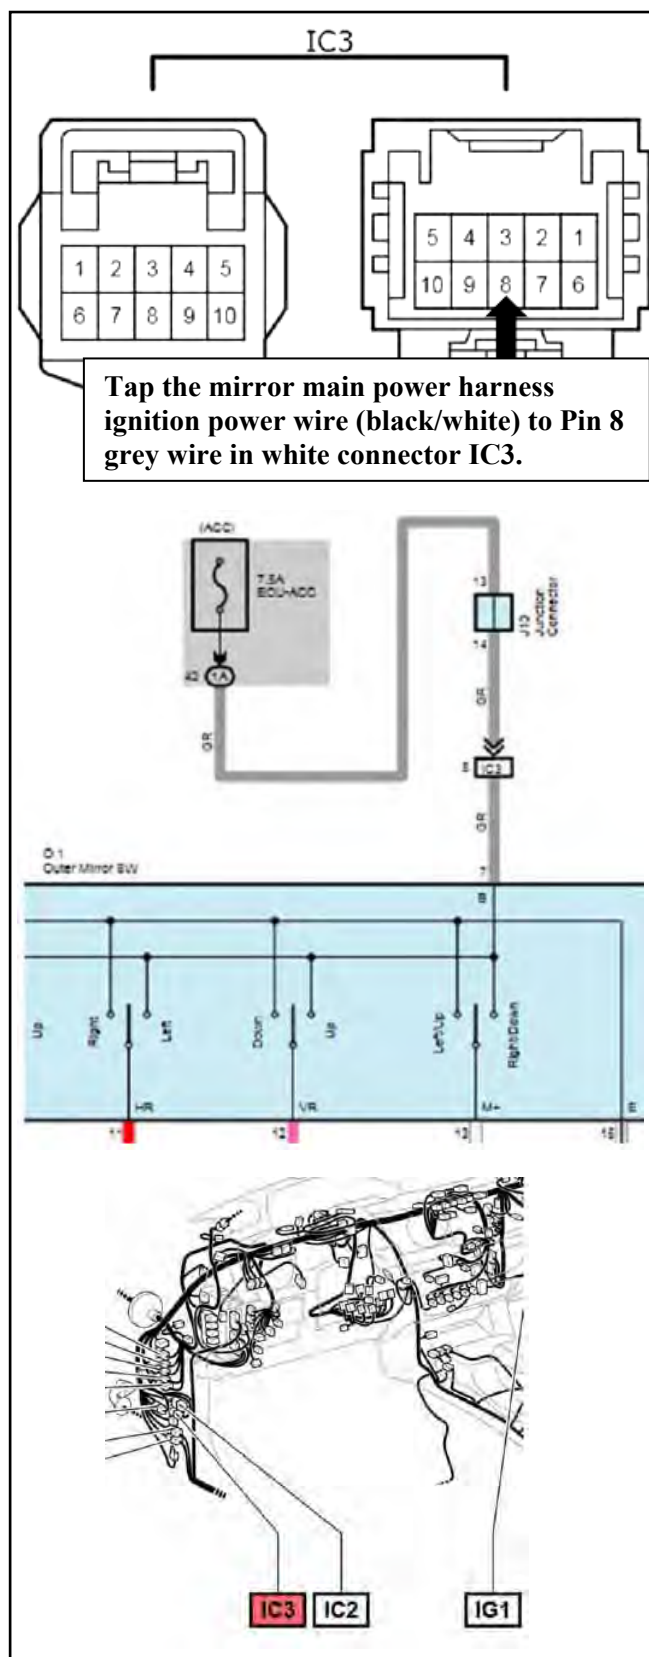 IC3
1 2 3 4 5
6 7 8 9 10
5 4 3 2 1
10 9 8 7 6
Tap the mirror main power harness
ignition power wire (black/white) to Pin 8
grey wire in white connector IC3.
(ACC)
7.5A
ECU-ACC
1A
GR
13
J13
Junction
Connector
14
GR
IC3
GR
7
Outer Mirror SW
B
Up
Right
Left
Down
Up
Left/Up
Right/Down
HR
VR
M+
E
11
12
IC3
IC2
IG1